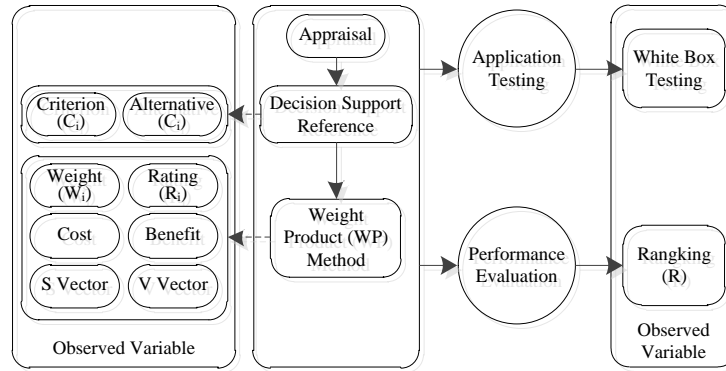 Criterion
(Ci)
Alternative
(Ci)
Weight
(Wi)
Rating
(Ri)
Cost
Benefit
S Vector
V Vector
Observed Variable
Appraisal
Decision Support
Reference
Weight
Product (WP)
Method
Application
Testing
Performance
Evaluation
White Box
Testing
Rangking
(R)
Observed
Variable